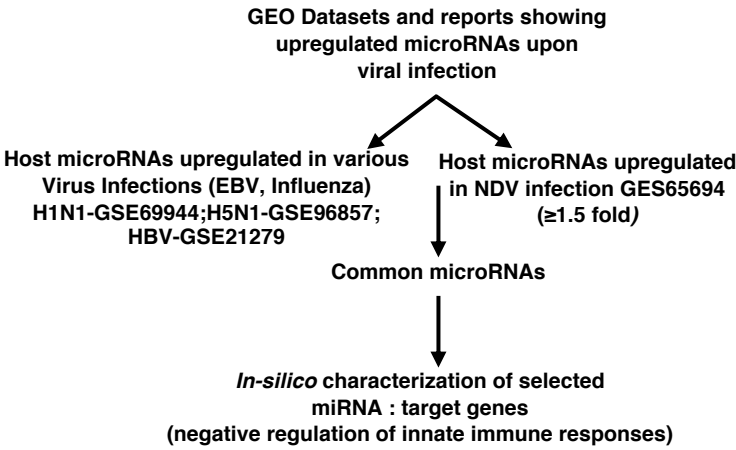 GEO Datasets and reports showing
upregulated microRNAs upon
viral infection
Host microRNAs upregulated in various
Virus Infections (EBV, Influenza)
H1N1-GSE69944;H5N1-GSE96857;
HBV-GSE21279
Host microRNAs upregulated
in NDV infection GES65694
(≥1.5 fold)
Common microRNAs
In-silico characterization of selected
miRNA : target genes
(negative regulation of innate immune responses)